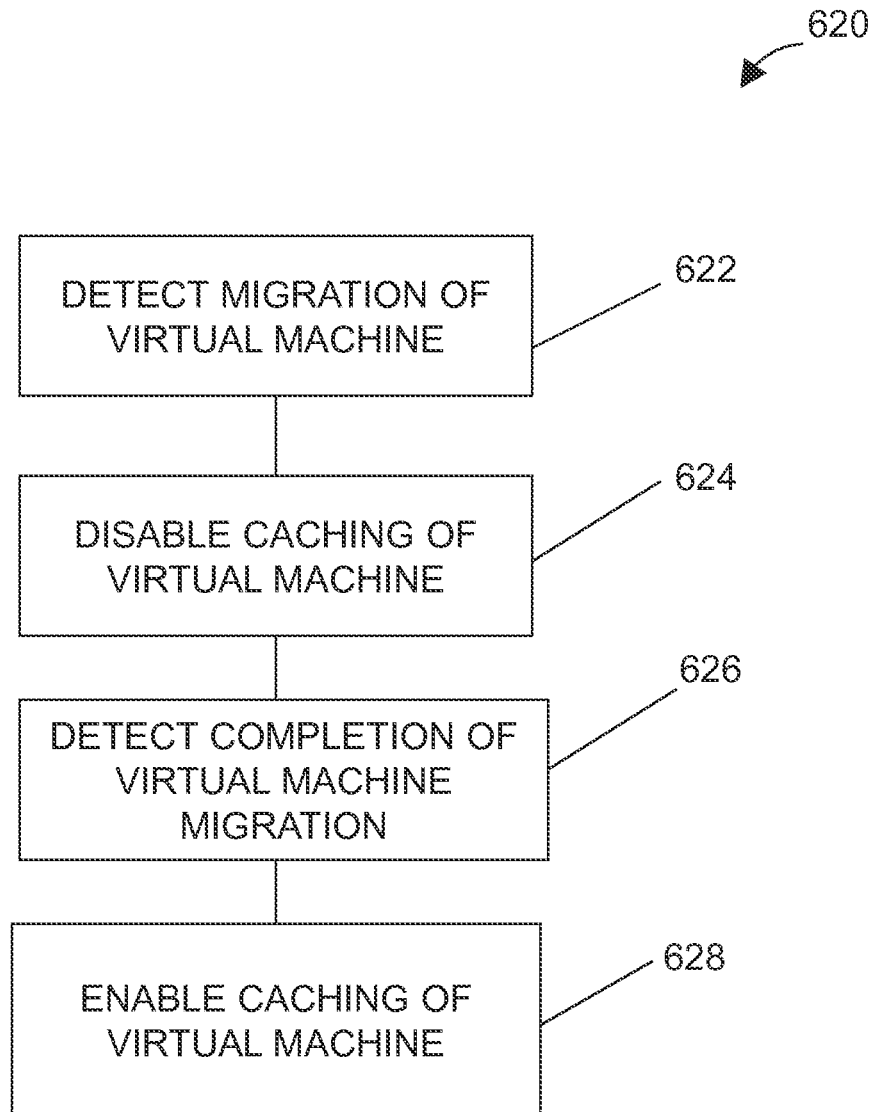 620
DETECT MIGRATION OF
VIRTUAL MACHINE
622
DISABLE CACHING OF
VIRTUAL MACHINE
624
DETECT COMPLETION OF
VIRTUAL MACHINE
MIGRATION
626
ENABLE CACHING OF
VIRTUAL MACHINE
628